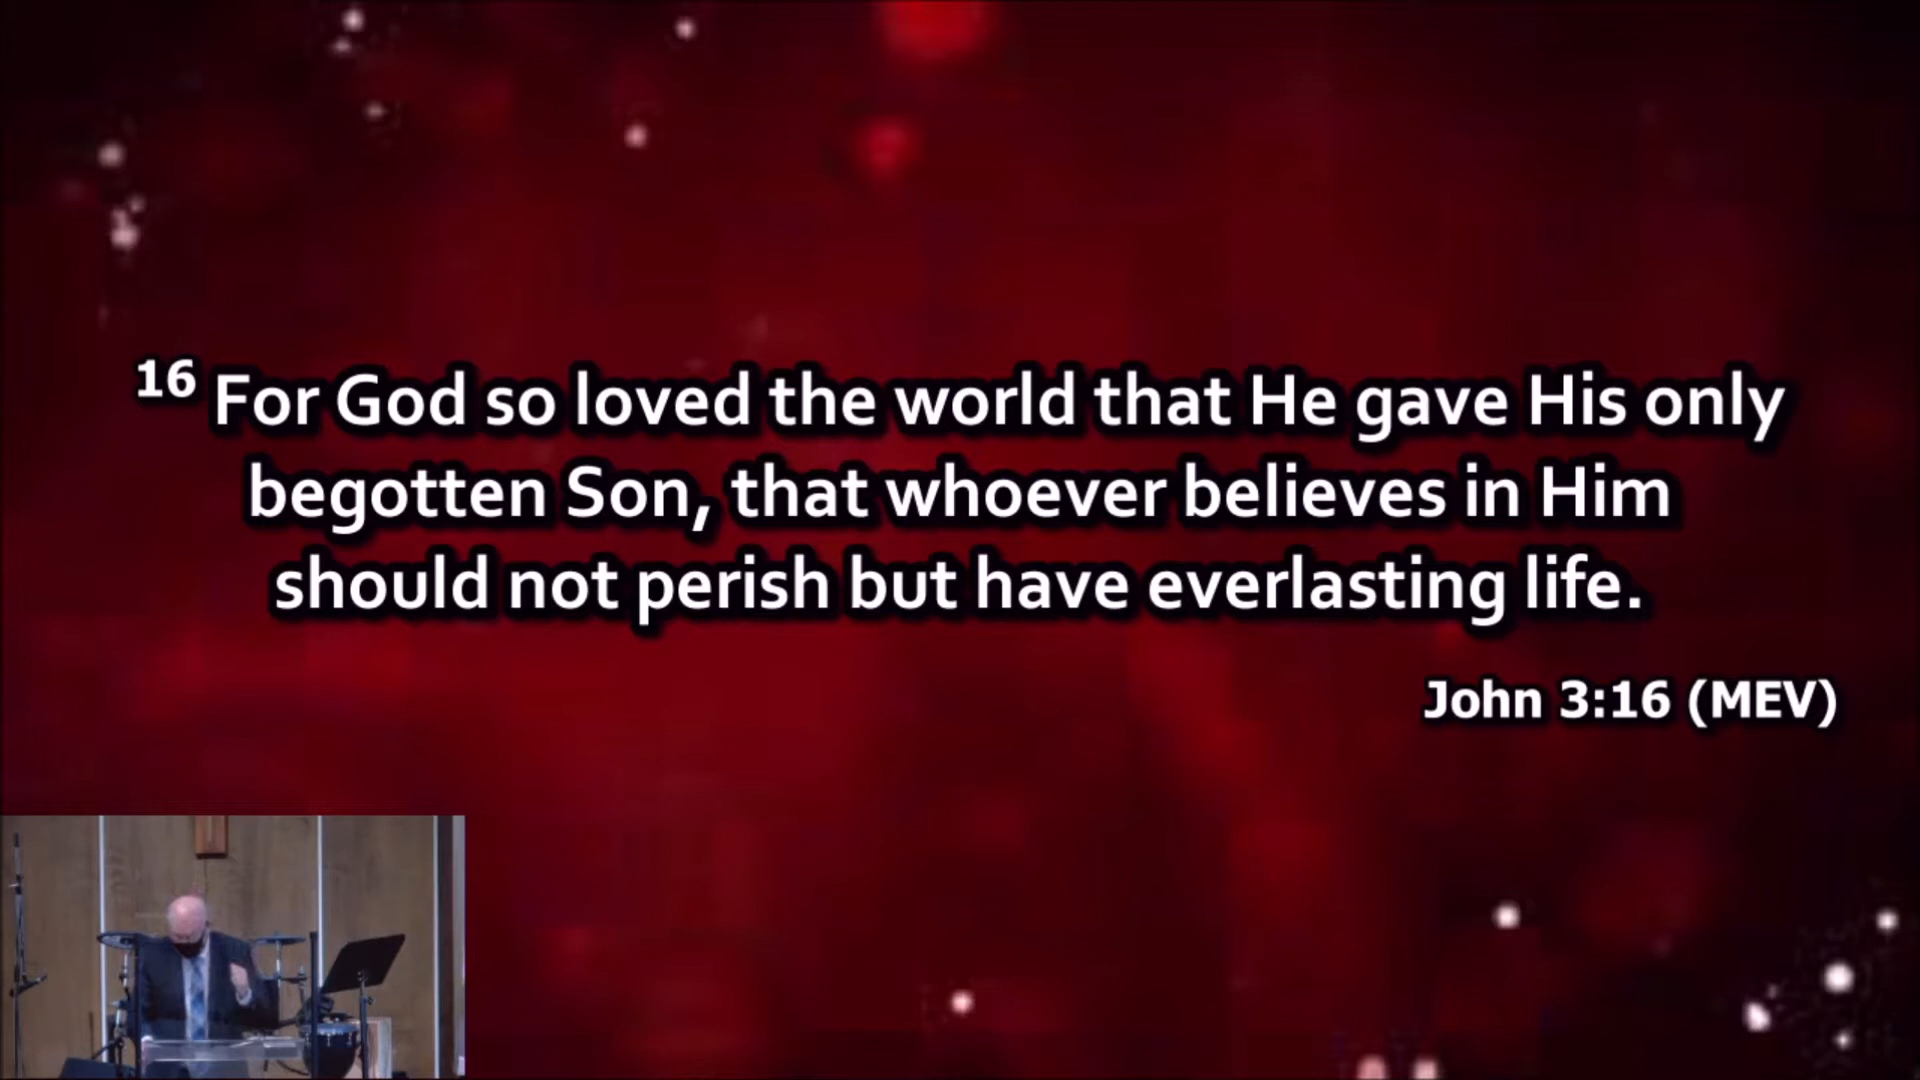 16 For God so loved the world that He gave His only
begotten Son, that whoever believes in Him
should not perish but have everlasting life.
John 3:16 (MEV)